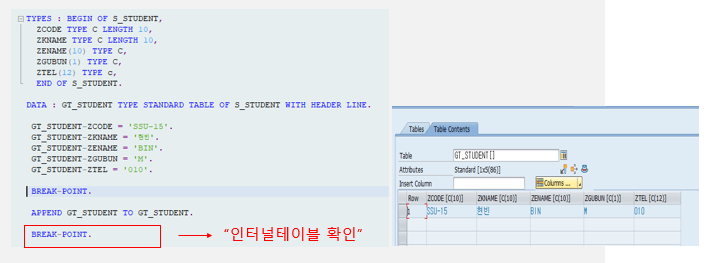 TYPES : BEGIN OF S_STUDENT,
ZCODE TYPE C LENGTH 10,
ZKNAME TYPE C LENGTH 10,
ZENAME(10) TYPE C,
ZGUBUN(1) TYPE C,
ZTEL(12) TYPE c,
END OF S_STUDENT.
DATA : GT_STUDENT TYPE STANDARD TABLE OF S_STUDENT WITH HEADER LINE.
GT_STUDENT-ZCODE = 'SSU-15'.
GT_STUDENT-ZKNAME = '현빈'.
GT_STUDENT-ZENAME = 'BIN'.
GT_STUDENT-ZGUBUN = 'M'.
GT_STUDENT-ZTEL = '010'.
BREAK-POINT.
APPEND GT_STUDENT TO GT_STUDENT.
BREAK-POINT.
"인터널테이블 확인"
Tables Table Contents
Table GT_STUDENT[]
Attributes Standard [1x5(86)]
Insert Column Columns ...
Row ZCODE [C(10)] ZKNAME [C(10)] ZENAME [C(10)] ZGUBUN [C(1)] ZTEL [C(12)]
1 SSU-15 현빈 BIN M 010